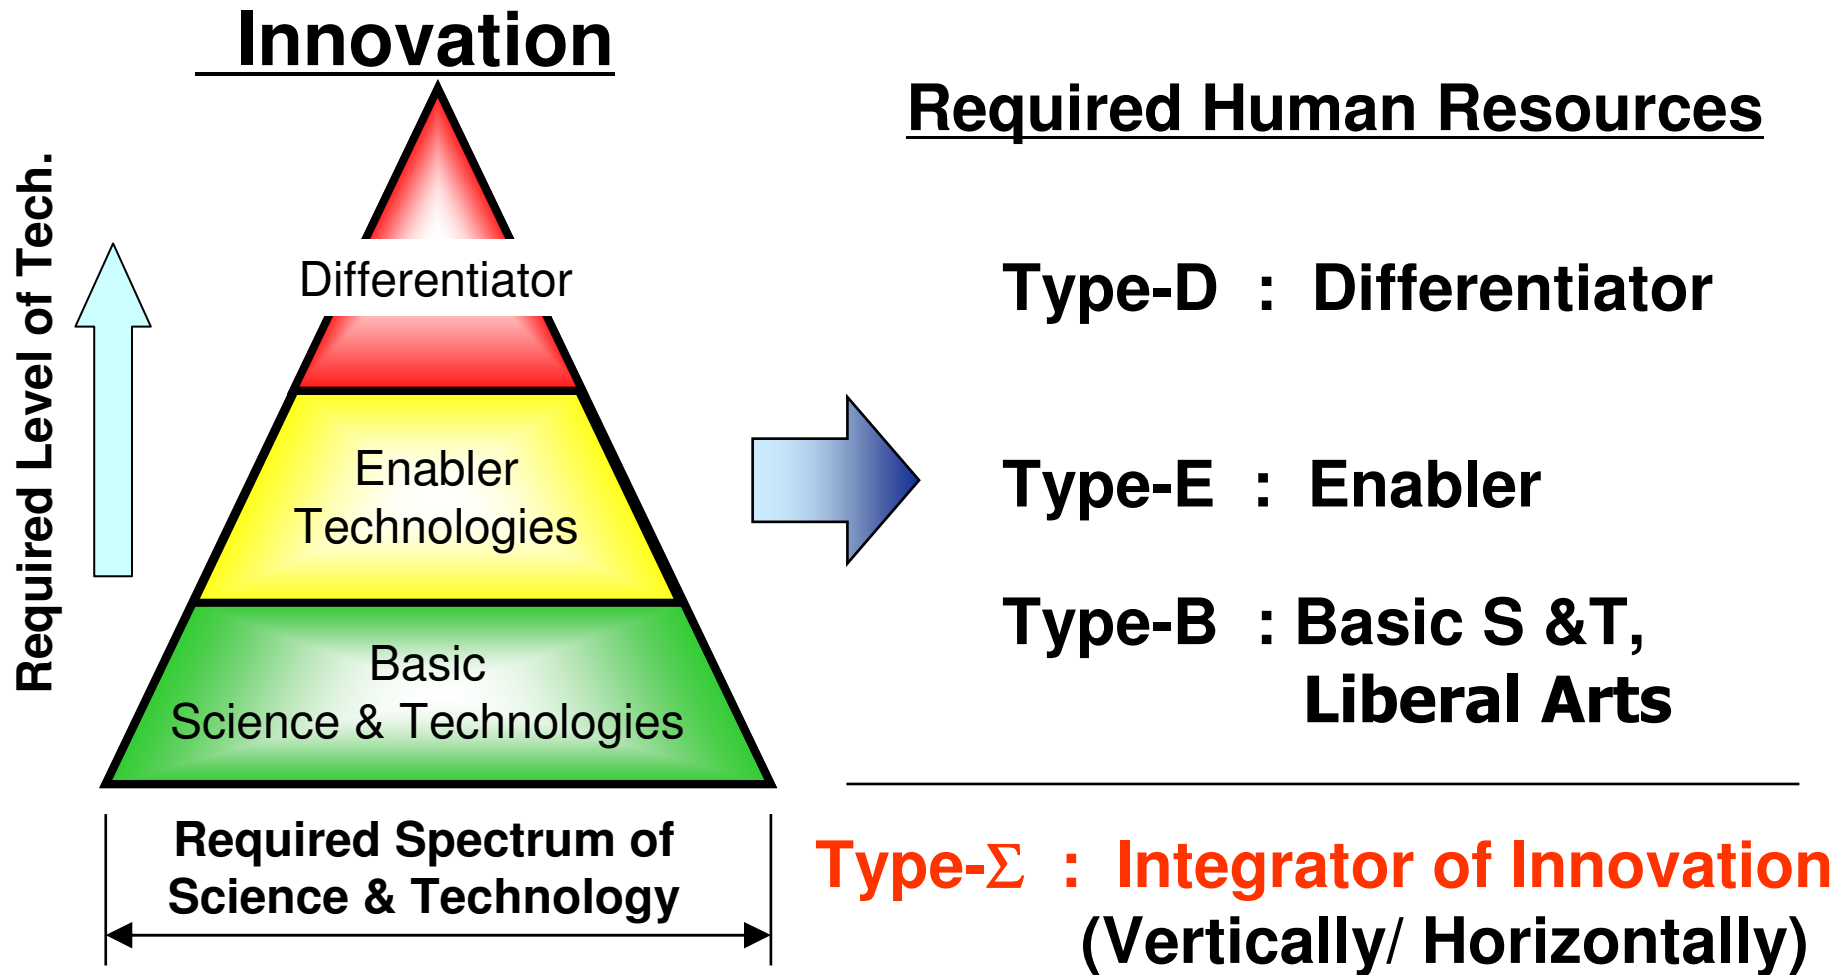 Innovation
Required Level of Tech.
Differentiator
Enabler
Technologies
Basic
Science & Technologies
Required Spectrum of
Science & Technology
Required Human Resources
Type-D : Differentiator
Type-E : Enabler
Type-B : Basic S &T,
Liberal Arts
Type-Σ : Integrator of Innovation
(Vertically/ Horizontally)